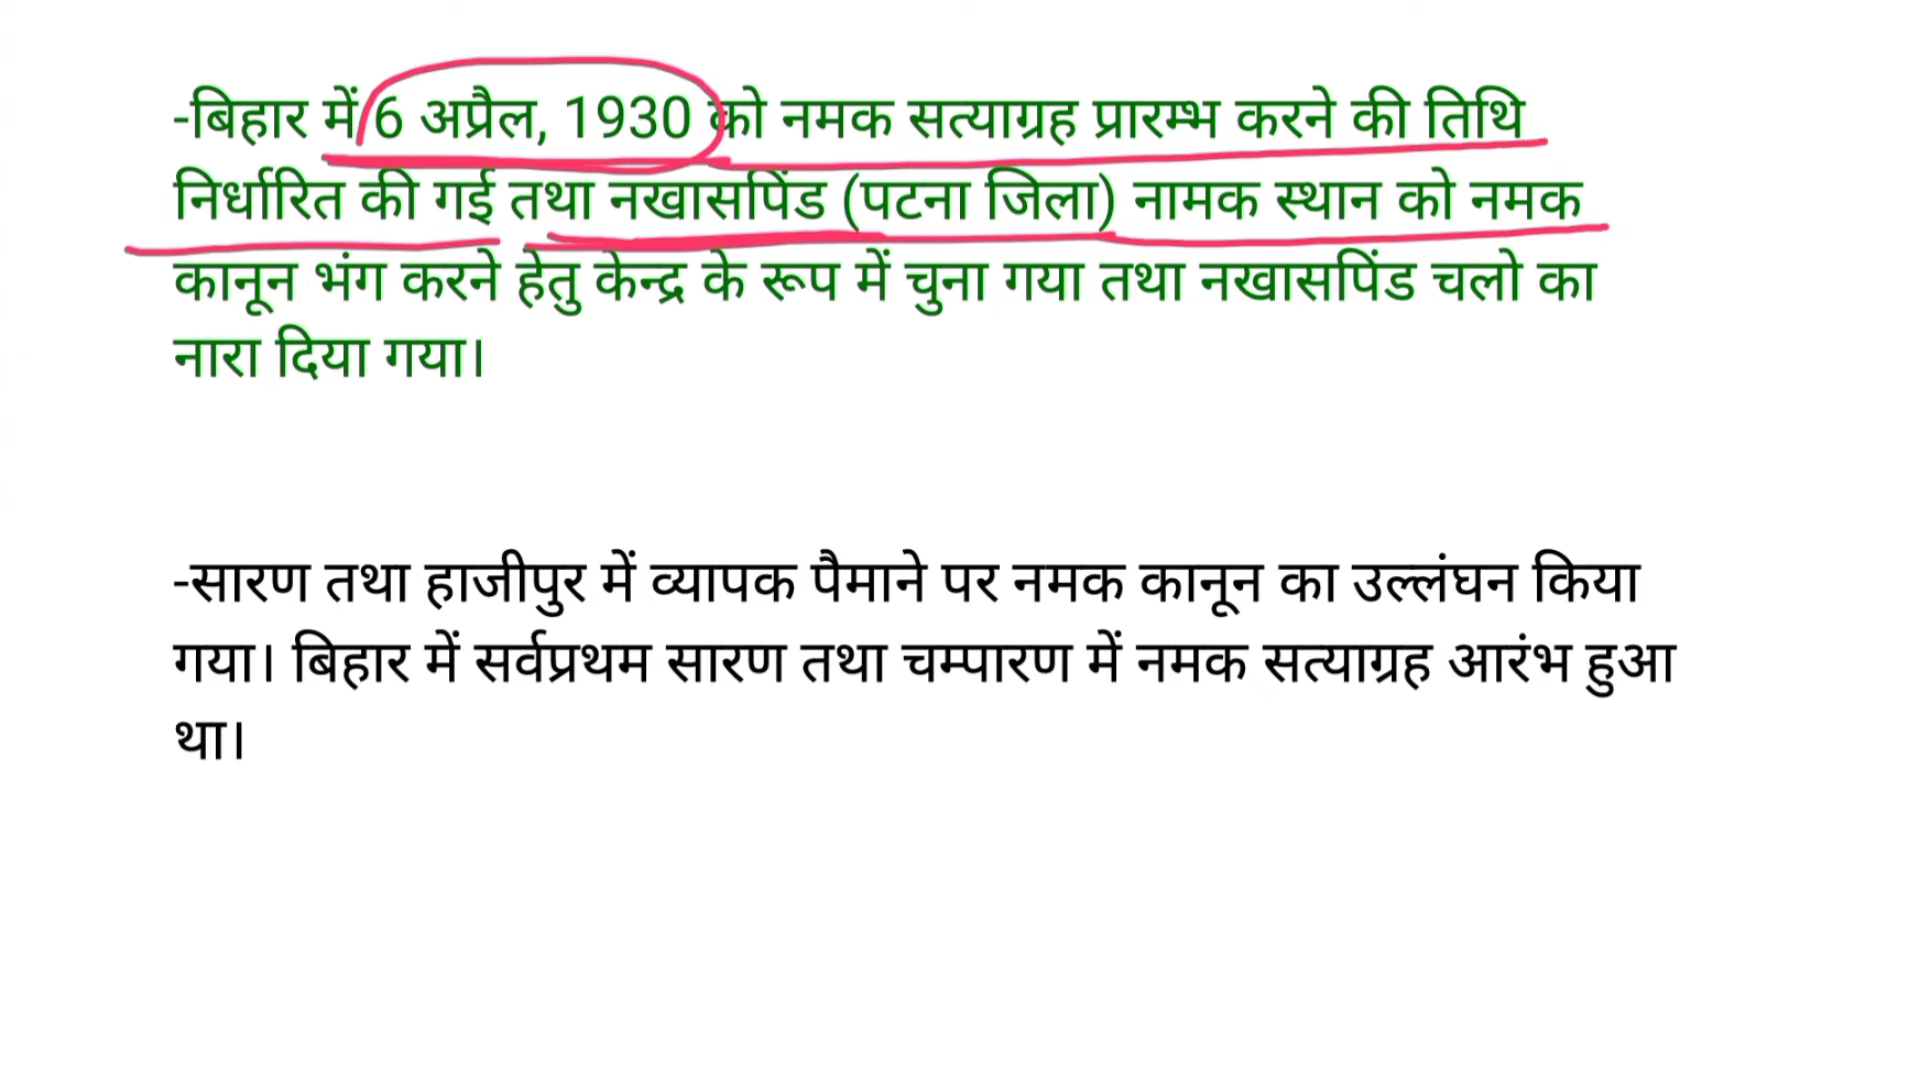 -बिहार में 6 अप्रैल, 1930 को नमक सत्याग्रह प्रारम्भ करने की तिथि
निर्धारित की गई तथा नखासपिंड (पटना जिला) नामक स्थान को नमक
कानून भंग करने हेतु केन्द्र के रूप में चुना गया तथा नखासपिंड चलो का
नारा दिया गया।
-सारण तथा हाजीपुर में व्यापक पैमाने पर नमक कानून का उल्लंघन किया
गया। बिहार में सर्वप्रथम सारण तथा चम्पारण में नमक सत्याग्रह आरंभ हुआ
था।